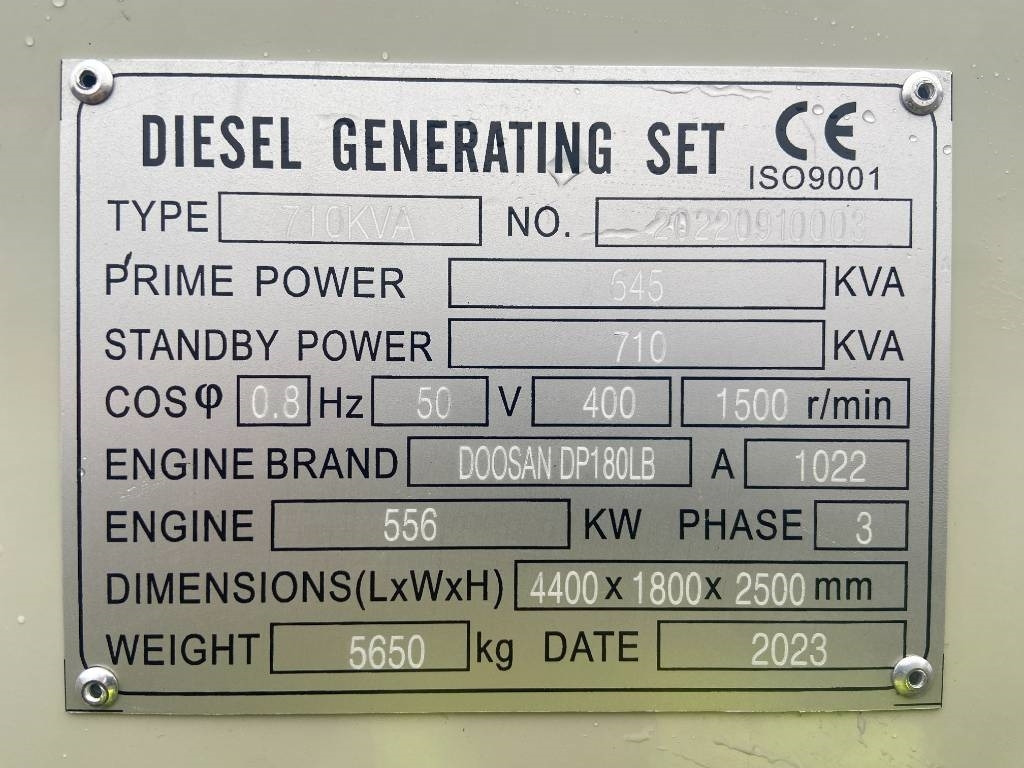 DIESEL GENERATING SET CE
ISO9001
TYPE 710KVA NO. 20220910003
PRIME POWER 645 KVA
STANDBY POWER 710 KVA
COSφ 0.8 Hz 50 V 400 1500 r/min
ENGINE BRAND DOOSAN DP180LB A 1022
ENGINE 556 KW PHASE 3
DIMENSIONS(LxWxH) 4400 x 1800 x 2500 mm
WEIGHT 5650 kg DATE 2023